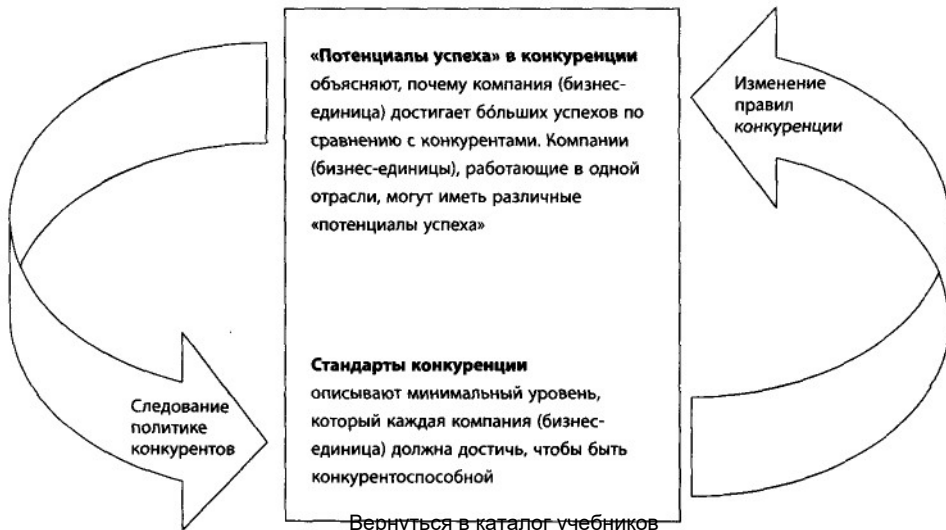 «Потенциалы успеха» в конкуренции
объясняют, почему компания (бизнес-
единица) достигает бо́льших успехов по
сравнению с конкурентами. Компании
(бизнес-единицы), работающие в одной
отрасли, могут иметь различные
«потенциалы успеха»
Изменение
правил
конкуренции
Следование
политике
конкурентов
Стандарты конкуренции
описывают минимальный уровень,
который каждая компания (бизнес-
единица) должна достичь, чтобы быть
конкурентоспособной
Вернуться в каталог учебников